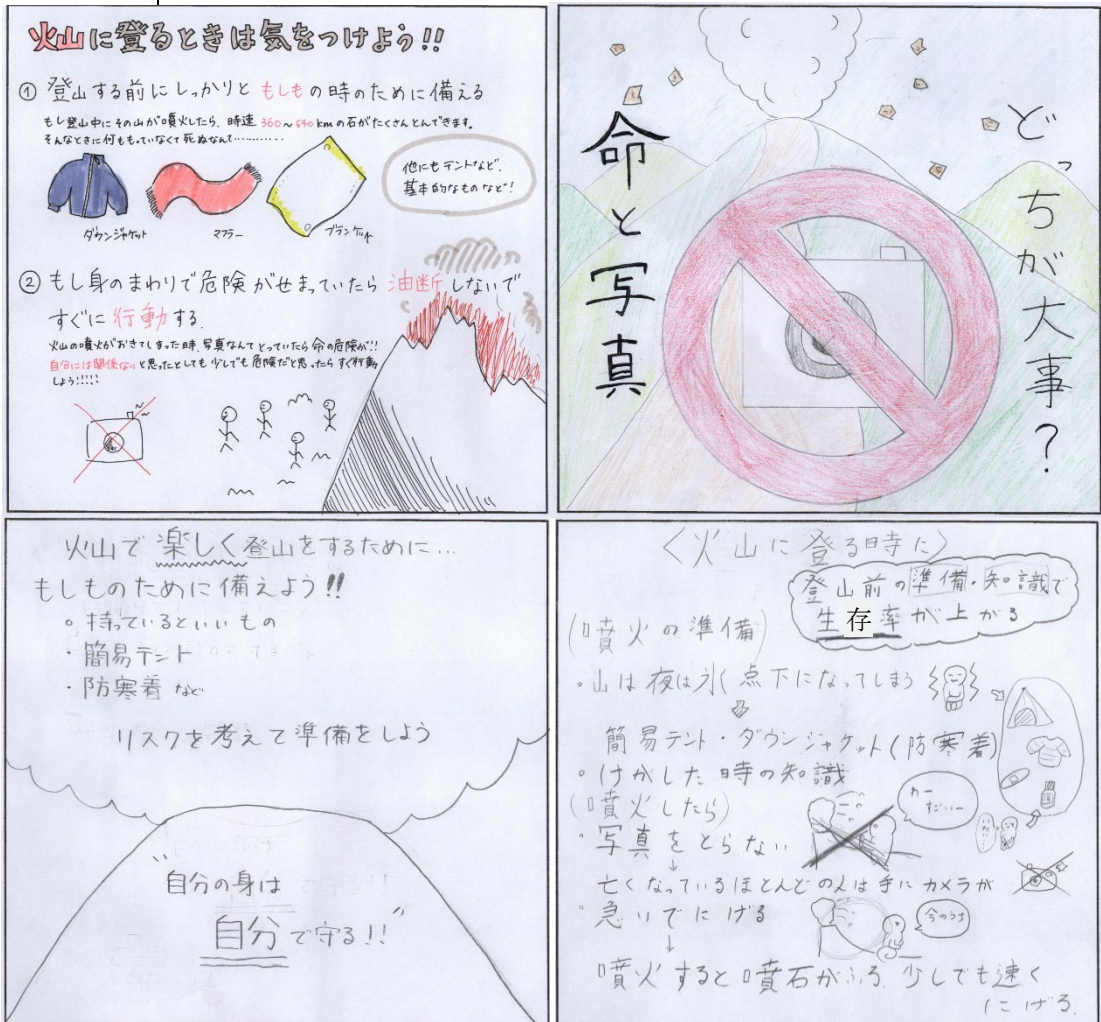 火山に登るときは気をつけよう!!
① 登山する前にしっかりと もしもの時のために備える
もし登山中にその山が噴火したら、時速 360〜540 kmの石がたくさんとんできます。
そんなときに何ももっていなくて死ぬなんて…………
ダウンジャケット
マフラー
ブランケット
他にもテントなど、
基本的なものなど!
② もし身のまわりで危険がせまっていたら 油断しないで
すぐに行動する.
火山の噴火がおきてしまった時、写真なんてとっていたら命の危険が!!
自分には関係ないと思ったとしても少しでも危険だと思ったらすぐ行動
しよう!!!!!
どっちが大事?
命と写真
火山で楽しく登山をするために…
もしものために備えよう!!
。持っているといいもの
・簡易テント
・防寒着 など
リスクを考えて準備をしよう
"自分の身は
自分で守る!!"
〈火山に登る時に〉
登山前の準備・知識で
生存率が上がる
(噴火の準備)
。山は夜は氷点下になってしまう
簡易テント・ダウンジャケット(防寒着)
。けがした時の知識
(噴火したら)
。写真をとらない
わー
すごいー
亡くなっているほとんどの人は手にカメラが
。急いでにげる
今のうち
噴火すると噴石がふる.少しでも速く
にげる.